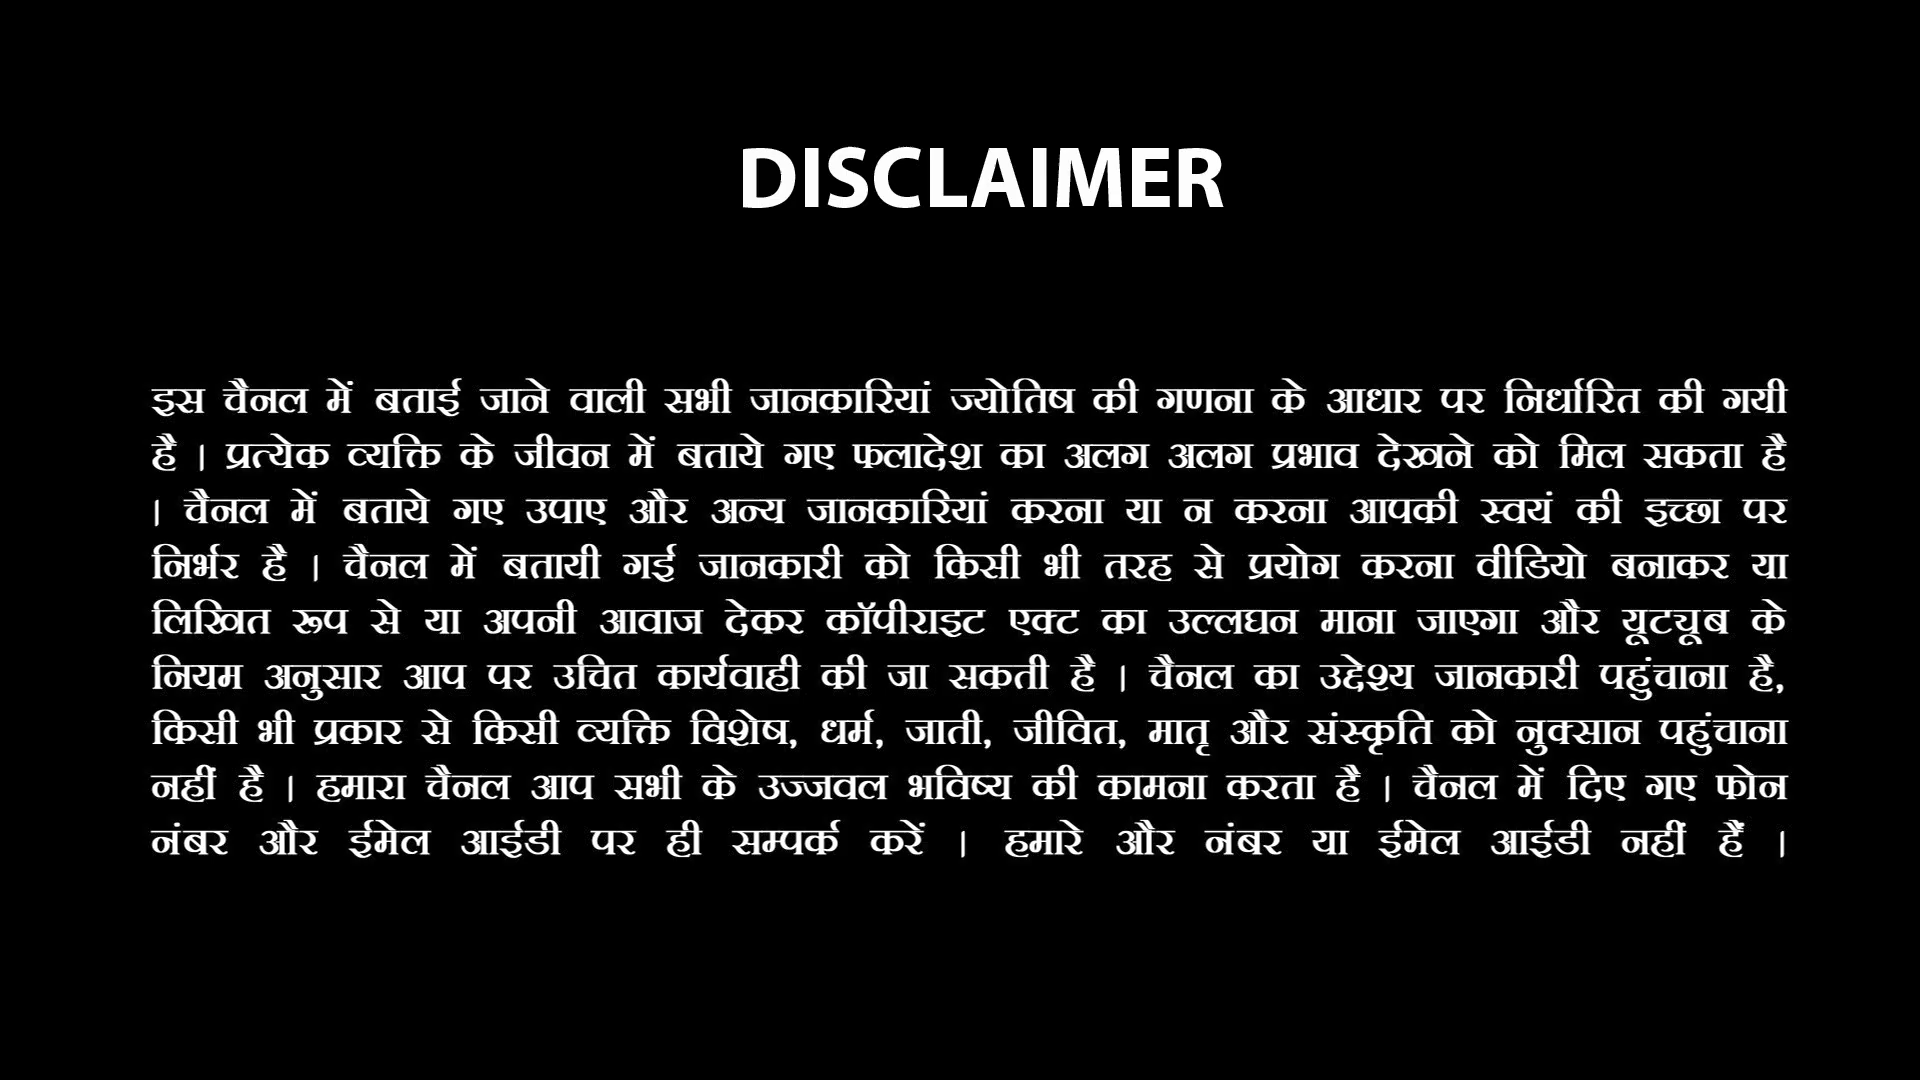 DISCLAIMER
इस चैनल में बताई जाने वाली सभी जानकारियां ज्योतिष की गणना के आधार पर निर्धारित की गयी
है । प्रत्येक व्यक्ति के जीवन में बताये गए फलादेश का अलग अलग प्रभाव देखने को मिल सकता है
। चैनल में बताये गए उपाए और अन्य जानकारियां करना या न करना आपकी स्वयं की इच्छा पर
निर्भर है । चैनल में बतायी गई जानकारी को किसी भी तरह से प्रयोग करना वीडियो बनाकर या
लिखित रूप से या अपनी आवाज देकर कॉपीराइट एक्ट का उल्लघन माना जाएगा और यूटयूब के
नियम अनुसार आप पर उचित कार्यवाही की जा सकती है । चैनल का उद्देश्य जानकारी पहुंचाना है,
किसी भी प्रकार से किसी व्यक्ति विशेष, धर्म, जाती, जीवित, मातृ और संस्कृति को नुक्सान पहुंचाना
नहीं है । हमारा चैनल आप सभी के उज्जवल भविष्य की कामना करता है । चैनल में दिए गए फोन
नंबर और ईमेल आईडी पर ही सम्पर्क करें । हमारे और नंबर या ईमेल आईडी नहीं हैं ।